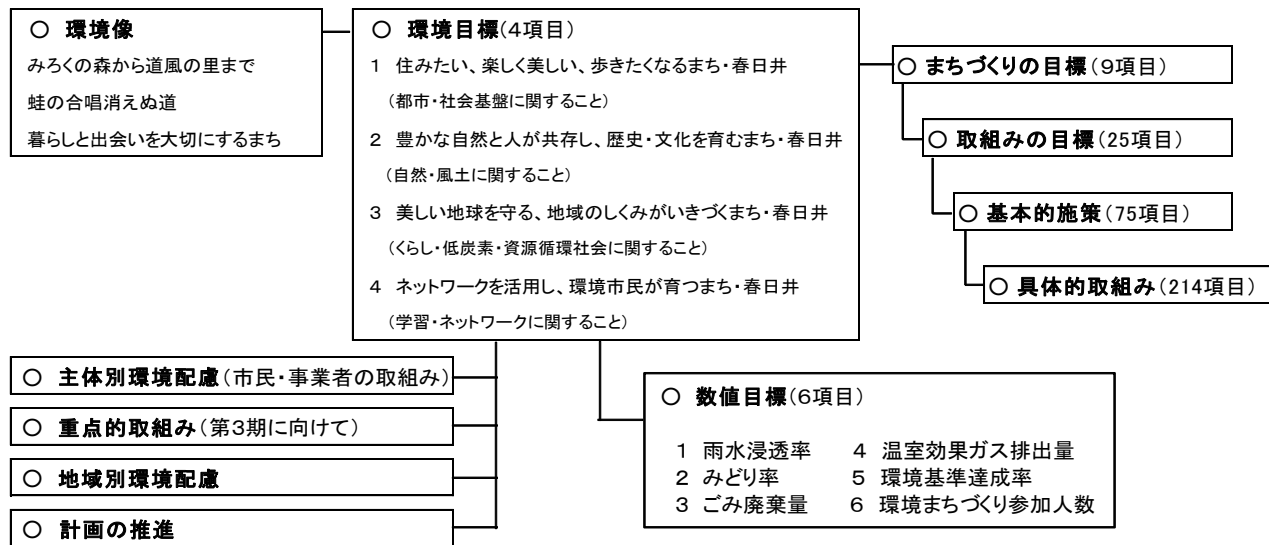 ○ 環境像
みろくの森から道風の里まで
蛙の合唱消えぬ道
暮らしと出会いを大切にするまち
○ 環境目標(4項目)
1 住みたい、楽しく美しい、歩きたくなるまち・春日井
(都市・社会基盤に関すること)
2 豊かな自然と人が共存し、歴史・文化を育むまち・春日井
(自然・風土に関すること)
3 美しい地球を守る、地域のしくみがいきづくまち・春日井
(くらし・低炭素・資源循環社会に関すること)
4 ネットワークを活用し、環境市民が育つまち・春日井
(学習・ネットワークに関すること)
○ まちづくりの目標(9項目)
○ 取組みの目標(25項目)
○ 基本的施策(75項目)
○ 具体的取組み(214項目)
○ 主体別環境配慮(市民・事業者の取組み)
○ 重点的取組み(第3期に向けて)
○ 地域別環境配慮
○ 計画の推進
○ 数値目標(6項目)
1 雨水浸透率 4 温室効果ガス排出量
2 みどり率 5 環境基準達成率
3 ごみ廃棄量 6 環境まちづくり参加人数